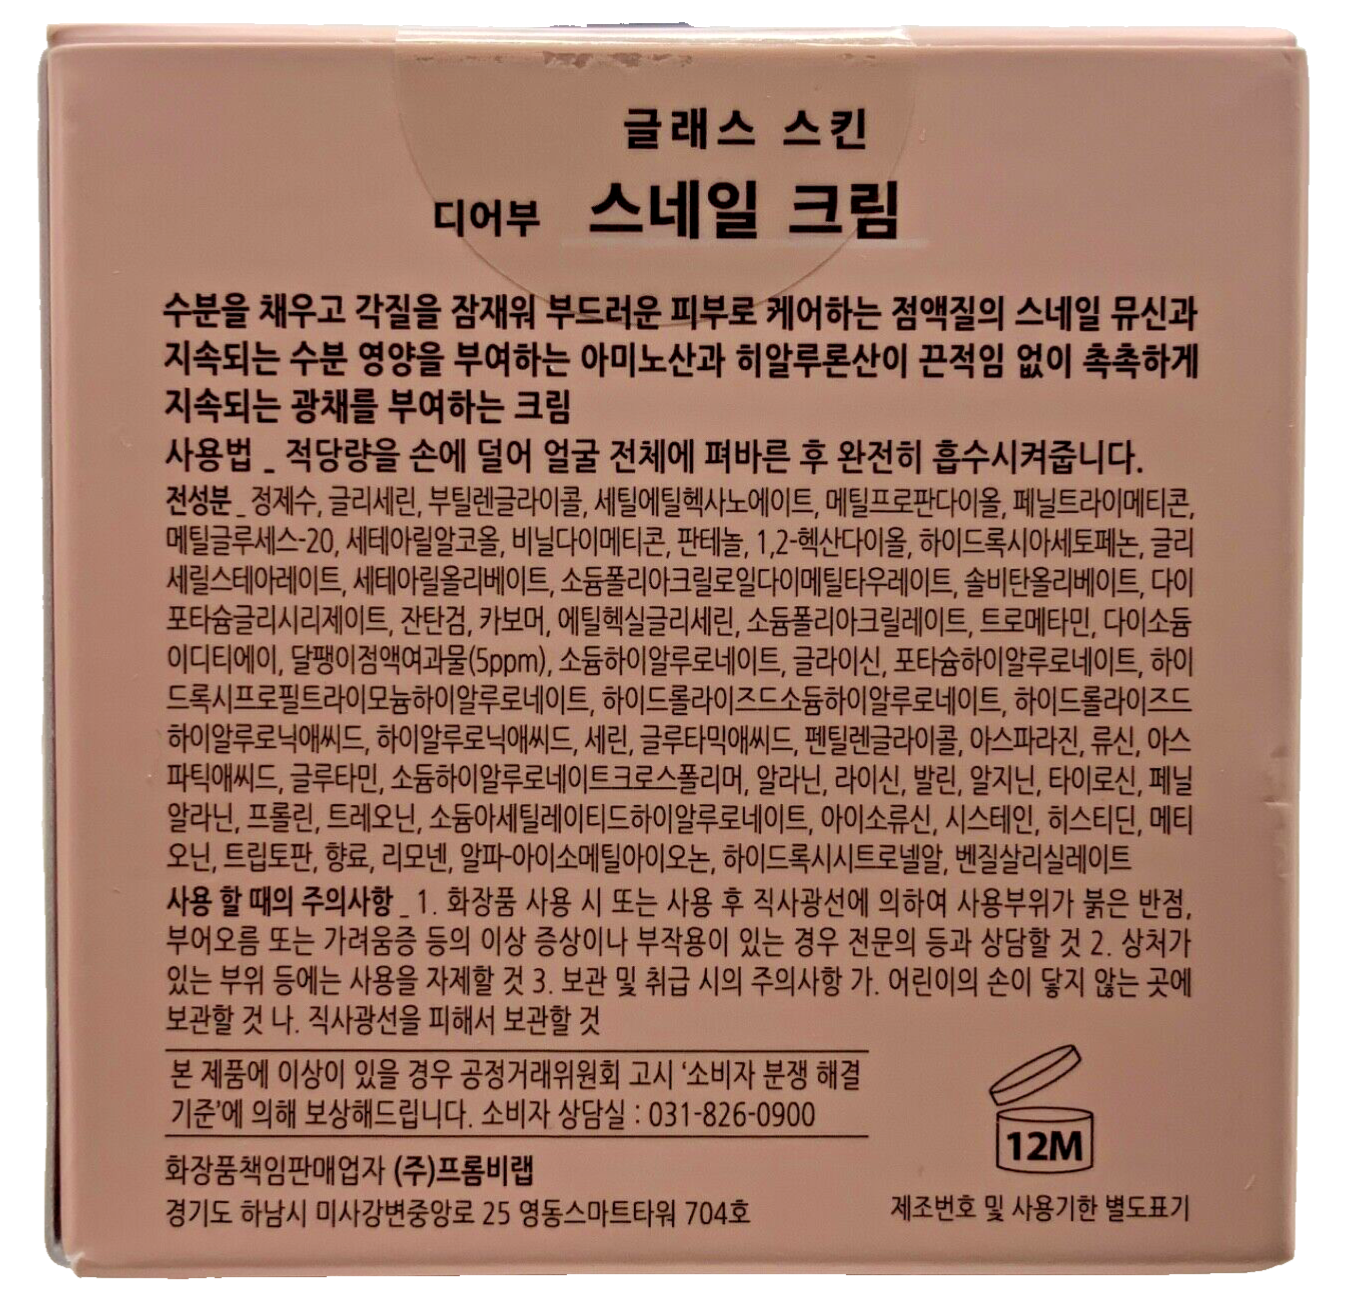 글래스 스킨
디어부 스네일 크림
수분을 채우고 각질을 잠재워 부드러운 피부로 케어하는 점액질의 스네일 뮤신과
지속되는 수분 영양을 부여하는 아미노산과 히알루론산이 끈적임 없이 촉촉하게
지속되는 광채를 부여하는 크림
사용법 _ 적당량을 손에 덜어 얼굴 전체에 펴바른 후 완전히 흡수시켜줍니다.
전성분 _ 정제수, 글리세린, 부틸렌글라이콜, 세틸에틸헥사노에이트, 메틸프로판다이올, 페닐트라이메티콘,
메틸글루세스-20, 세테아릴알코올, 비닐다이메티콘, 판테놀, 1,2-헥산다이올, 하이드록시아세토페논, 글리
세릴스테아레이트, 세테아릴올리베이트, 소듐폴리아크릴로일다이메틸타우레이트, 솔비탄올리베이트, 다이
포타슘글리시리제이트, 잔탄검, 카보머, 에틸헥실글리세린, 소듐폴리아크릴레이트, 트로메타민, 다이소듐
이디티에이, 달팽이점액여과물(5ppm), 소듐하이알루로네이트, 글라이신, 포타슘하이알루로네이트, 하이
드록시프로필트라이모늄하이알루로네이트, 하이드롤라이즈드소듐하이알루로네이트, 하이드롤라이즈드
하이알루로닉애씨드, 하이알루로닉애씨드, 세린, 글루타믹애씨드, 펜틸렌글라이콜, 아스파라진, 류신, 아스
파틱애씨드, 글루타민, 소듐하이알루로네이트크로스폴리머, 알라닌, 라이신, 발린, 알지닌, 타이로신, 페닐
알라닌, 프롤린, 트레오닌, 소듐아세틸레이티드하이알루로네이트, 아이소류신, 시스테인, 히스티딘, 메티
오닌, 트립토판, 향료, 리모넨, 알파-아이소메틸아이오논, 하이드록시시트로넬알, 벤질살리실레이트
사용 할 때의 주의사항 _ 1. 화장품 사용 시 또는 사용 후 직사광선에 의하여 사용부위가 붉은 반점,
부어오름 또는 가려움증 등의 이상 증상이나 부작용이 있는 경우 전문의 등과 상담할 것 2. 상처가
있는 부위 등에는 사용을 자제할 것 3. 보관 및 취급 시의 주의사항 가. 어린이의 손이 닿지 않는 곳에
보관할 것 나. 직사광선을 피해서 보관할 것
본 제품에 이상이 있을 경우 공정거래위원회 고시 '소비자 분쟁 해결
기준'에 의해 보상해드립니다. 소비자 상담실 : 031-826-0900
화장품책임판매업자 (주)프롬비랩
경기도 하남시 미사강변중앙로 25 영동스마트타워 704호
12M
제조번호 및 사용기한 별도표기